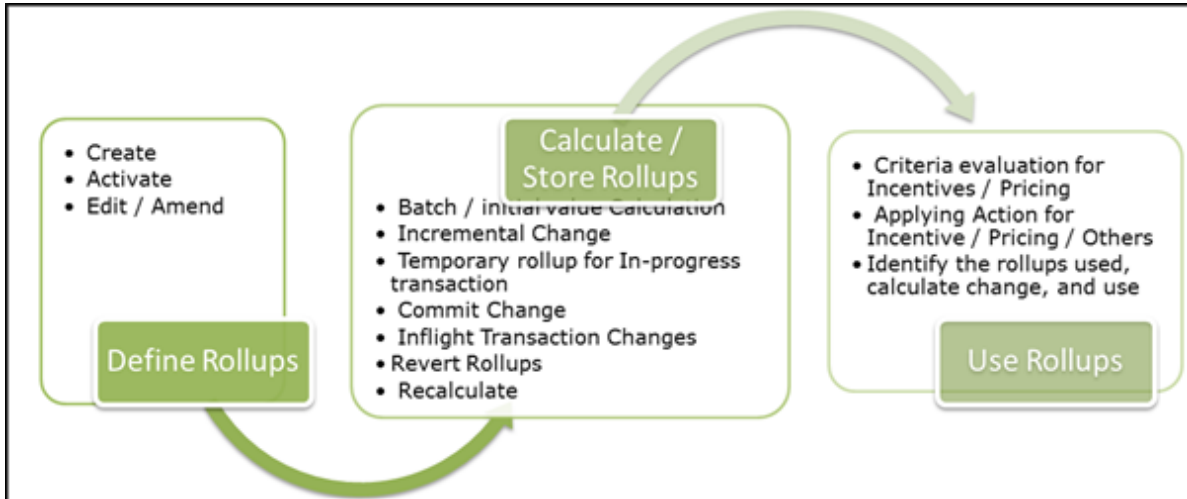 • Create
• Activate
• Edit / Amend
Define Rollups
Calculate /
Store Rollups
• Batch / initial value Calculation
• Incremental Change
• Temporary rollup for In-progress
transaction
• Commit Change
• Inflight Transaction Changes
• Revert Rollups
• Recalculate
• Criteria evaluation for
Incentives / Pricing
• Applying Action for
Incentive / Pricing / Others
• Identify the rollups used,
calculate change, and use
Use Rollups